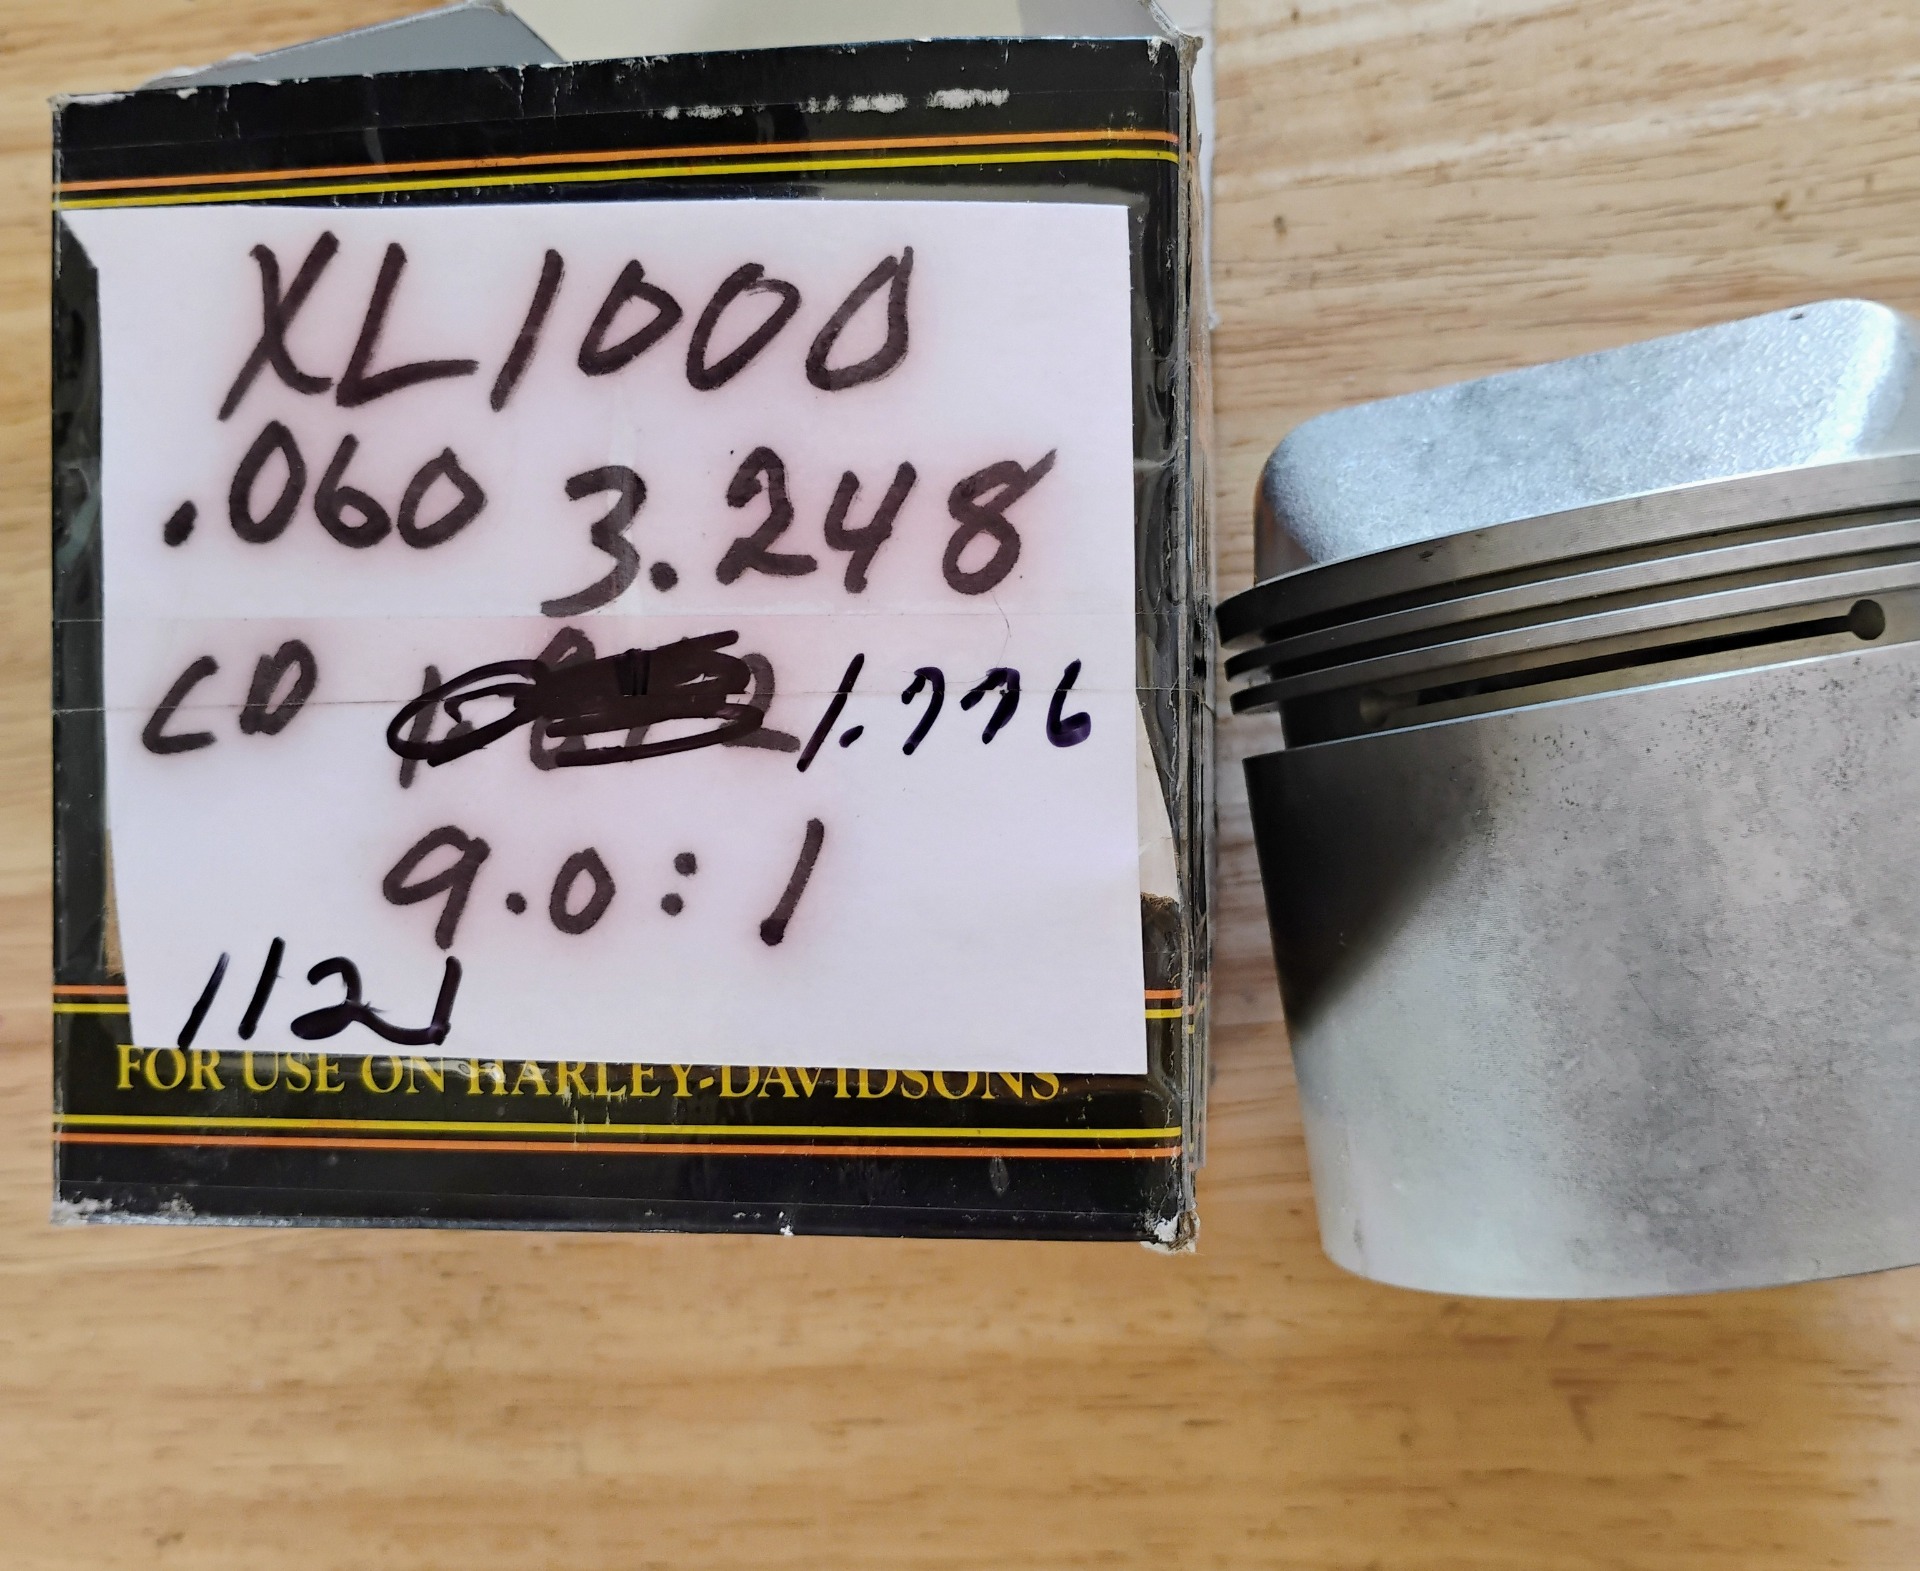 XL1000
.060 3.248
CD 1.776
9.0:1
1121
FOR USE ON HARLEY-DAVIDSONS